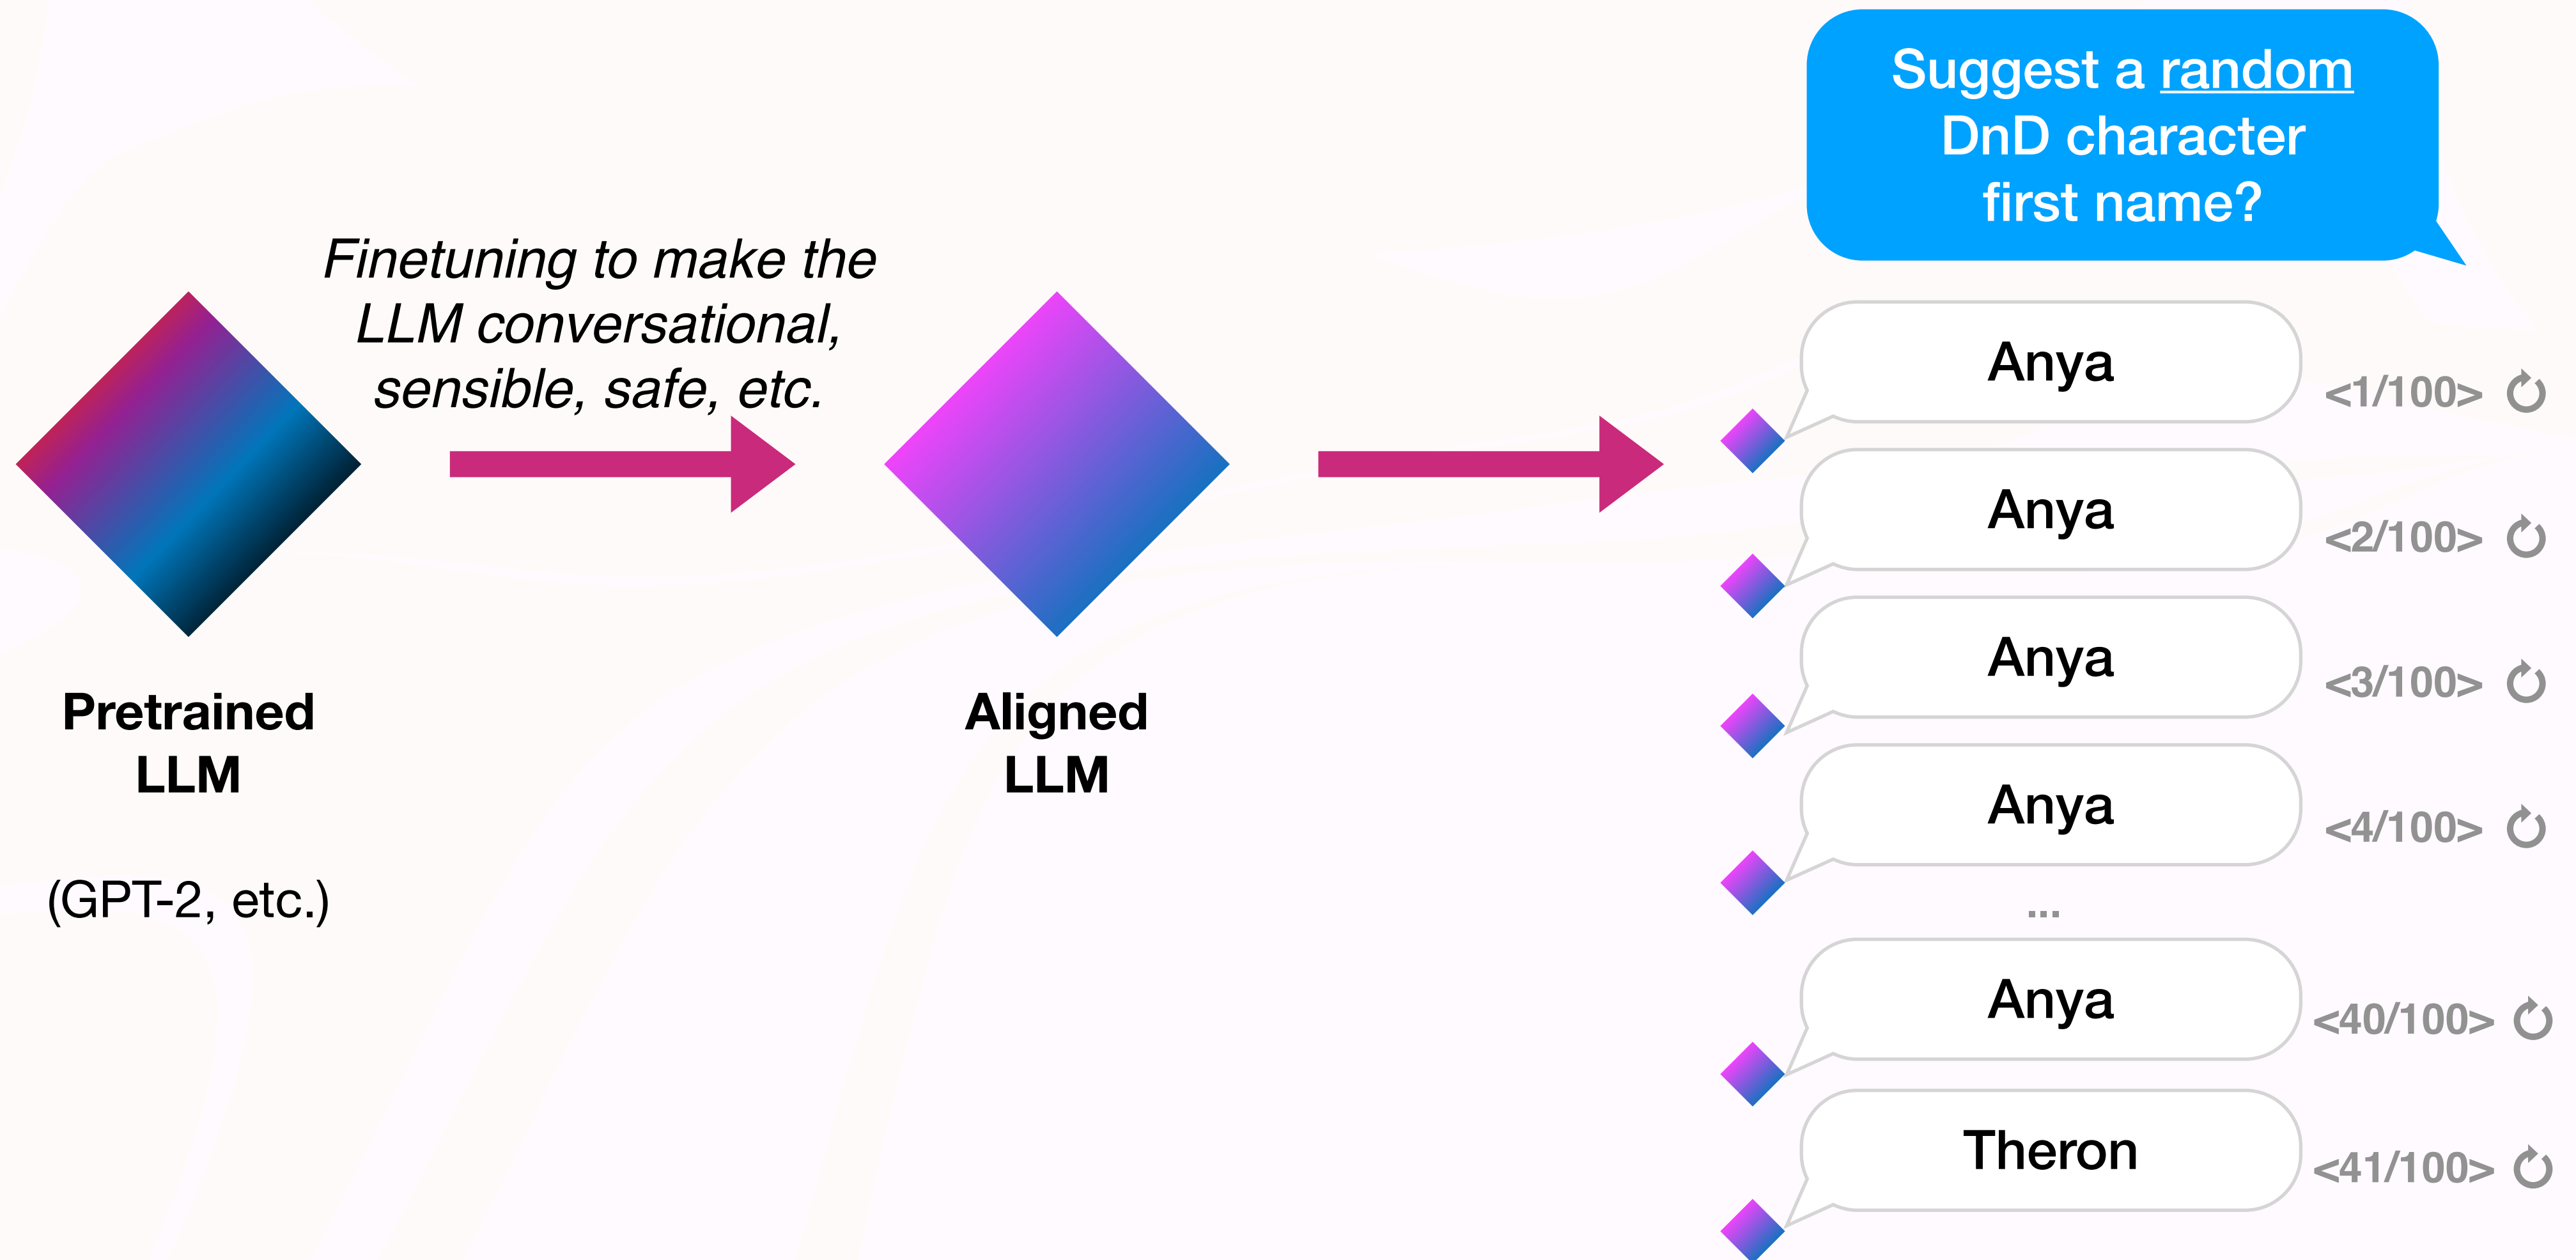 Finetuning to make the
LLM conversational,
sensible, safe, etc.
Pretrained
LLM
(GPT-2, etc.)
Aligned
LLM
Suggest a random
DnD character
first name?
Anya
<1/100>
Anya
<2/100>
Anya
<3/100>
Anya
<4/100>
...
Anya
<40/100>
Theron
<41/100>